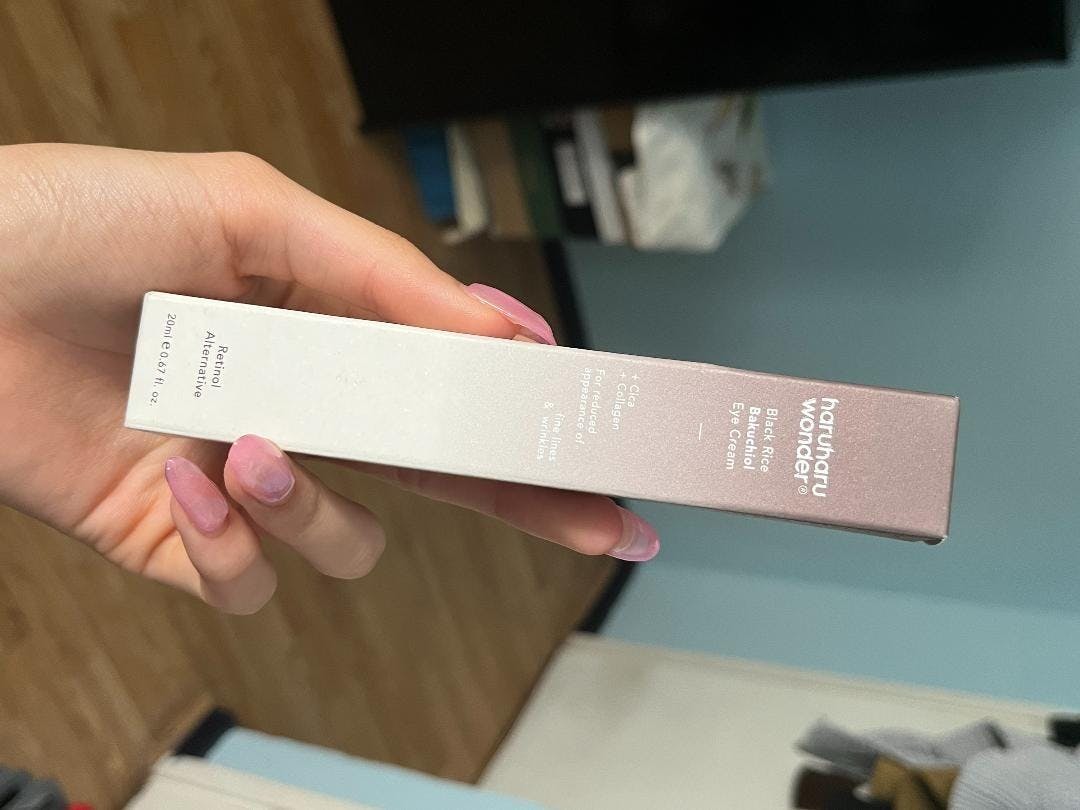 haruharu
wonder®
Black Rice
Bakuchiol
Eye Cream
+ Cica
+ Collagen
For reduced
appearance of
fine lines
& wrinkles
Retinol
Alternative
20ml ℮ 0.67 fl. oz.